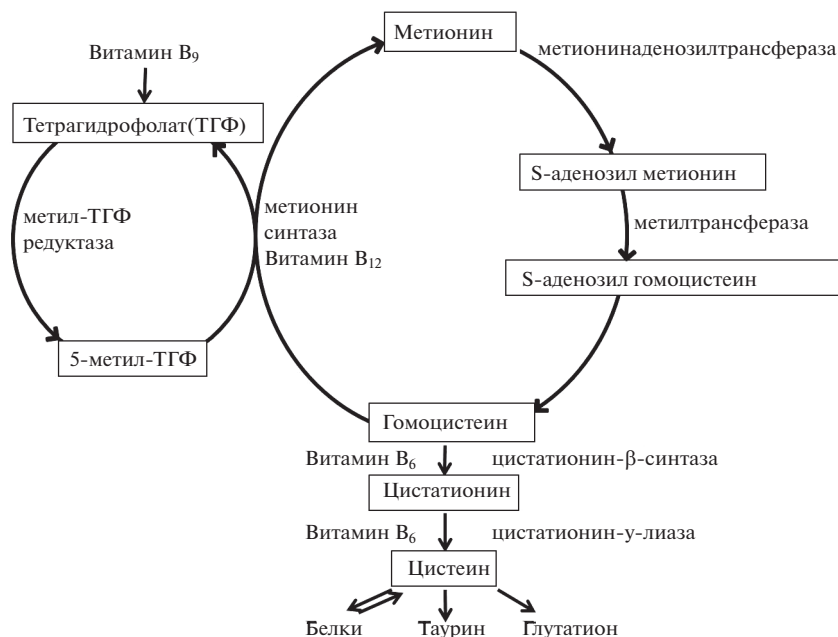 Метионин
метионинаденозилтрансфераза
Витамин B₉
Тетрагидрофолат(ТГФ)
S-аденозил метионин
метил-ТГФ
редуктаза
метионин
синтаза
Витамин B₁₂
метилтрансфераза
S-аденозил гомоцистеин
5-метил-ТГФ
Гомоцистеин
Витамин B₆ цистатионин-β-синтаза
Цистатионин
Витамин B₆ цистатионин-у-лиаза
Цистеин
Белки Таурин Глутатион